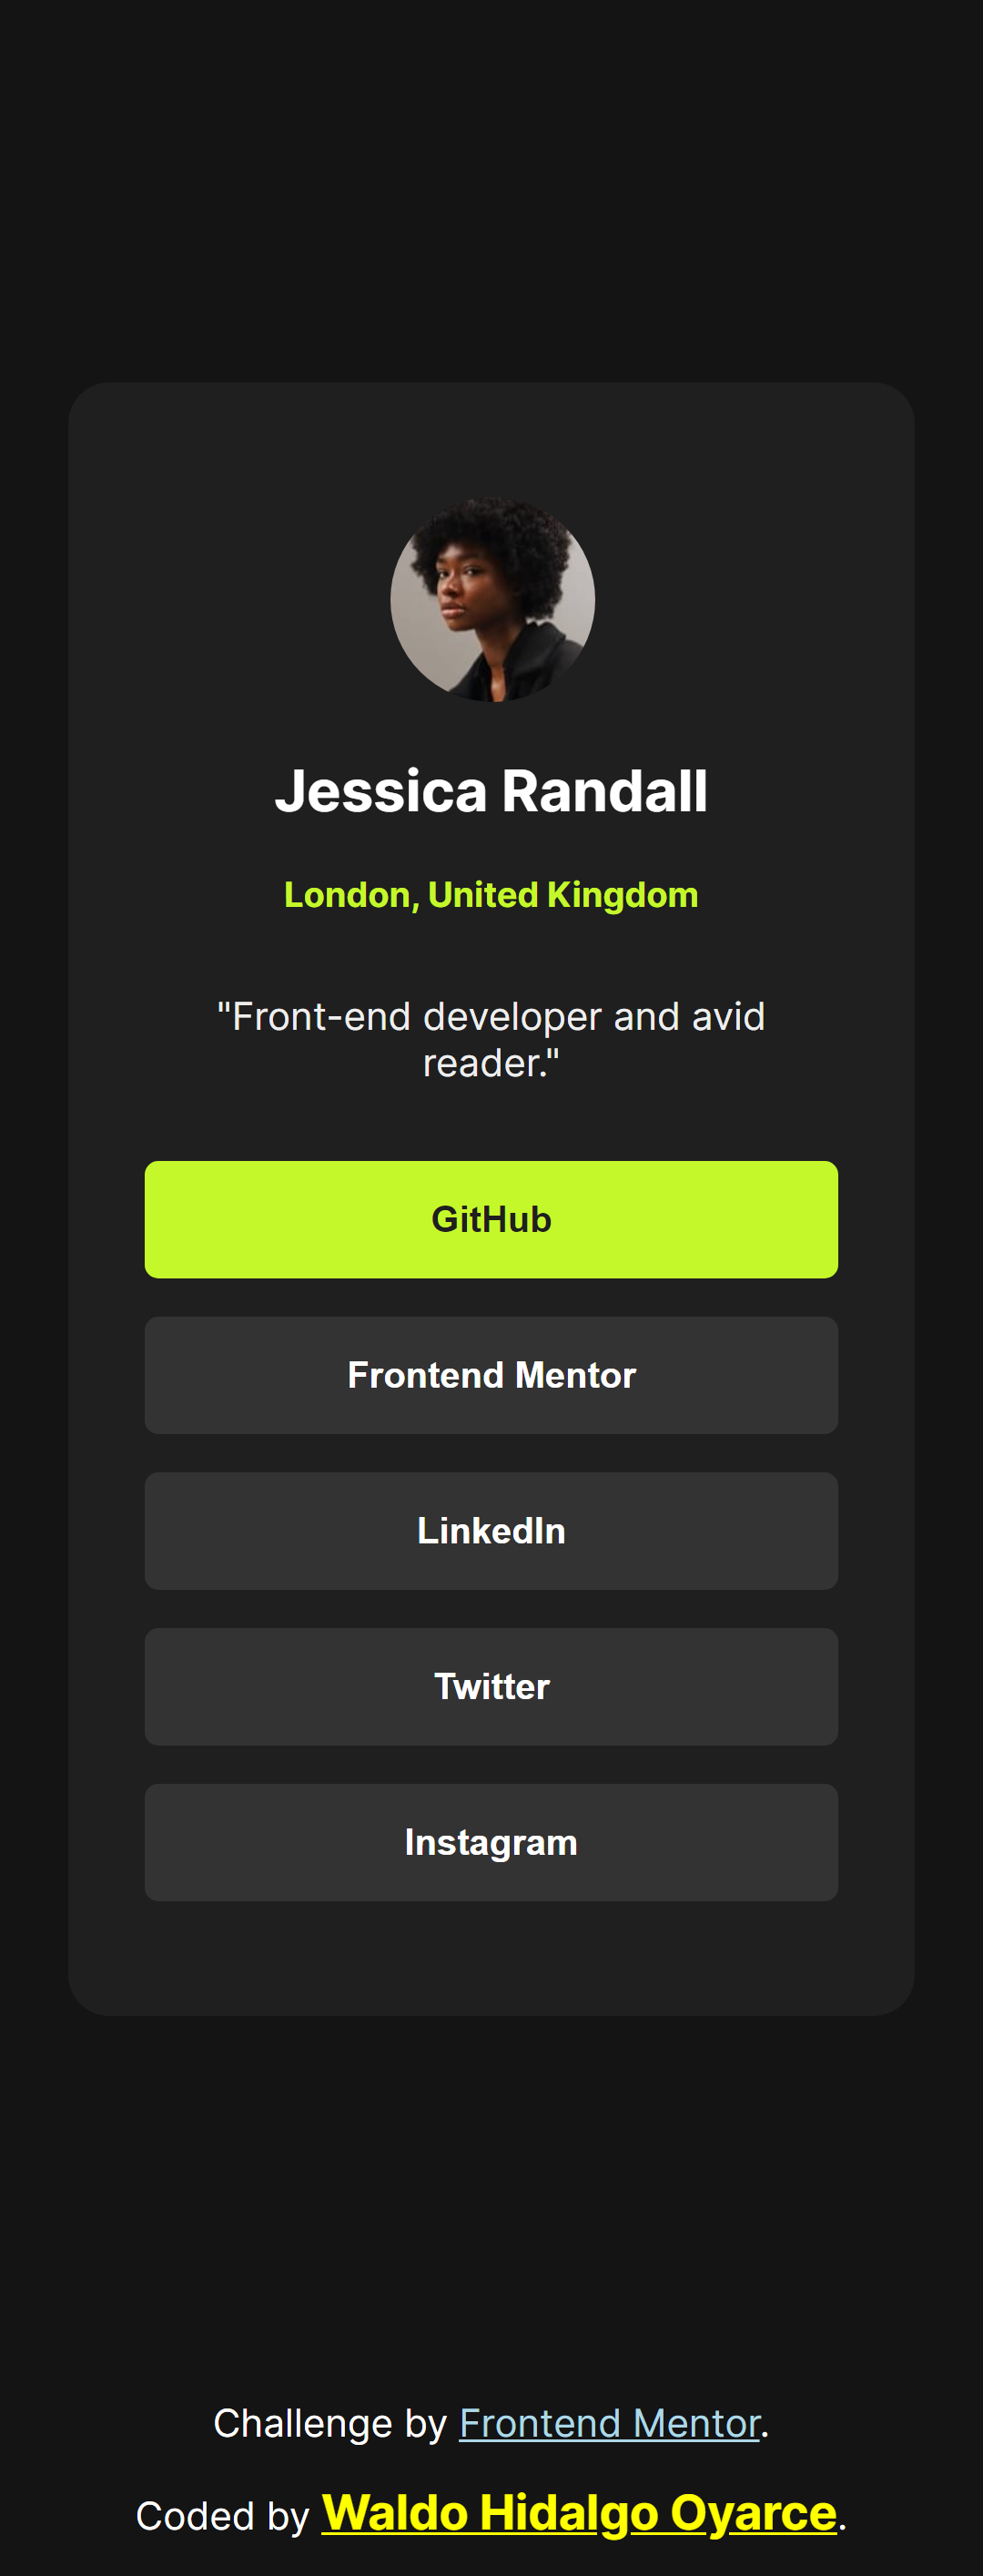 Jessica Randall
London, United Kingdom
"Front-end developer and avid
reader."
GitHub
Frontend Mentor
LinkedIn
Twitter
Instagram
Challenge by Frontend Mentor.
Coded by Waldo Hidalgo Oyarce.